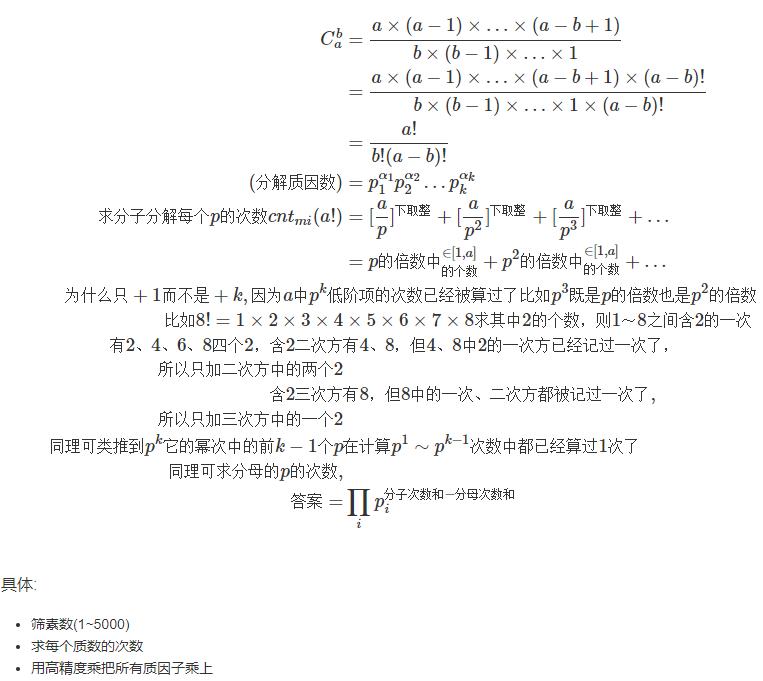 $C_a^b = \frac{a \times (a-1) \times \ldots \times (a-b+1)}{b \times (b-1) \times \ldots \times 1}$
$= \frac{a \times (a-1) \times \ldots \times (a-b+1) \times (a-b)!}{b \times (b-1) \times \ldots \times 1 \times (a-b)!}$
$= \frac{a!}{b!(a-b)!}$
(分解质因数) $= p_1^{\alpha_1} p_2^{\alpha_2} \ldots p_k^{\alpha_k}$
求分子分解每个$p$的次数$cnt_{mi}(a!) = [\frac{a}{p}]^{下取整} + [\frac{a}{p^2}]^{下取整} + [\frac{a}{p^3}]^{下取整} + \ldots$
$= p的倍数中_{的个数}^{\in[1,a]} + p^2的倍数中_{的个数}^{\in[1,a]} + \ldots$
为什么只$+1$而不是$+k$,因为$a$中$p^k$低阶项的次数已经被算过了比如$p^3$既是$p$的倍数也是$p^2$的倍数
比如$8! = 1 \times 2 \times 3 \times 4 \times 5 \times 6 \times 7 \times 8$求其中2的个数，则$1 \sim 8$之间含2的一次
有2、4、6、8四个2，含2二次方有4、8，但4、8中2的一次方已经记过一次了，
所以只加二次方中的两个2
含2三次方有8，但8中的一次、二次方都被记过一次了,
所以只加三次方中的一个2
同理可类推到$p^k$它的幂次中的前$k-1$个$p$在计算$p^1 \sim p^{k-1}$次数中都已经算过1次了
同理可求分母的$p$的次数,
答案 $= \prod_i p_i^{分子次数和-分母次数和}$
具体:
• 筛素数(1~5000)
• 求每个质数的次数
• 用高精度乘把所有质因子乘上